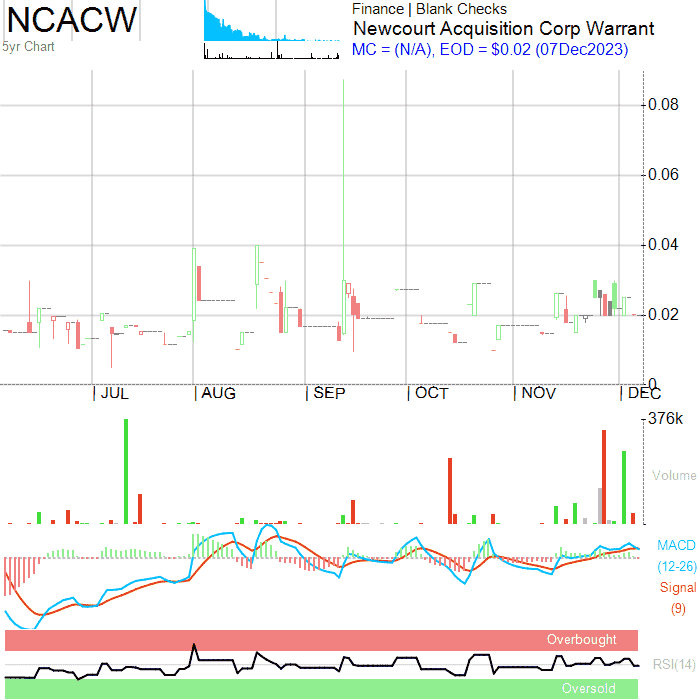 NCACW
5yr Chart
Finance | Blank Checks
Newcourt Acquisition Corp Warrant
MC = (N/A), EOD = $0.02 (07Dec2023)
0.08
0.06
0.04
0.02
0
JUL
AUG
SEP
OCT
NOV
DEC
376k
Volume
MACD
(12-26)
Signal
(9)
Overbought
RSI(14)
Oversold